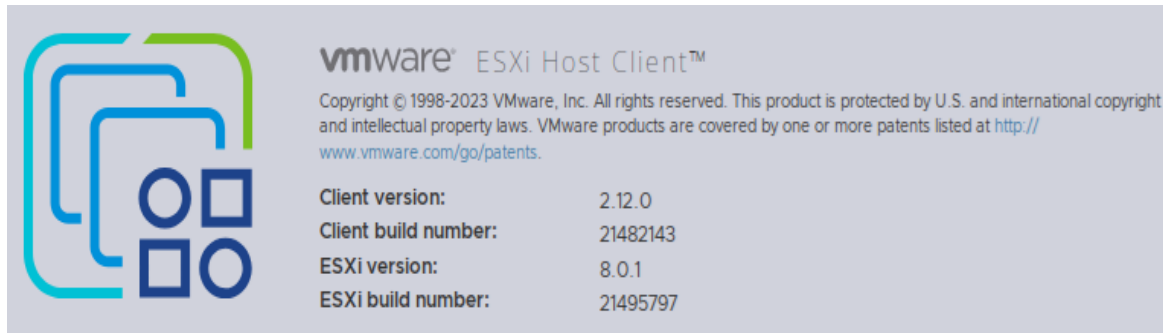 vmware® ESXi Host Client™
Copyright © 1998-2023 VMware, Inc. All rights reserved. This product is protected by U.S. and international copyright
and intellectual property laws. VMware products are covered by one or more patents listed at http://
www.vmware.com/go/patents.
Client version: 2.12.0
Client build number: 21482143
ESXi version: 8.0.1
ESXi build number: 21495797